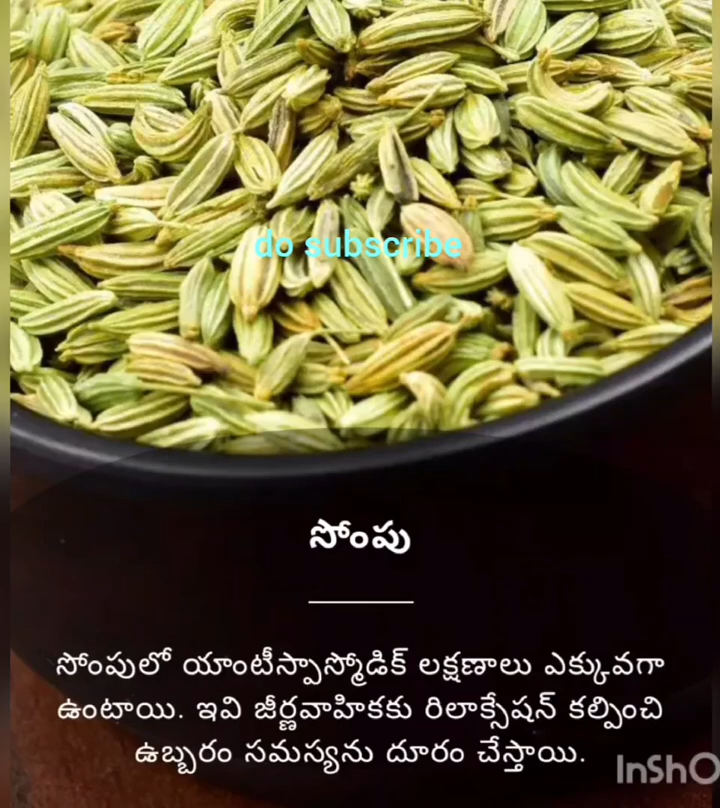 do subscribe
సోంపు
సోంపులో యాంటీస్పాస్మోడిక్ లక్షణాలు ఎక్కువగా
ఉంటాయి. ఇవి జీర్ణవాహికకు రిలాక్సేషన్ కల్పించి
ఉబ్బరం సమస్యను దూరం చేస్తాయి.
InShO